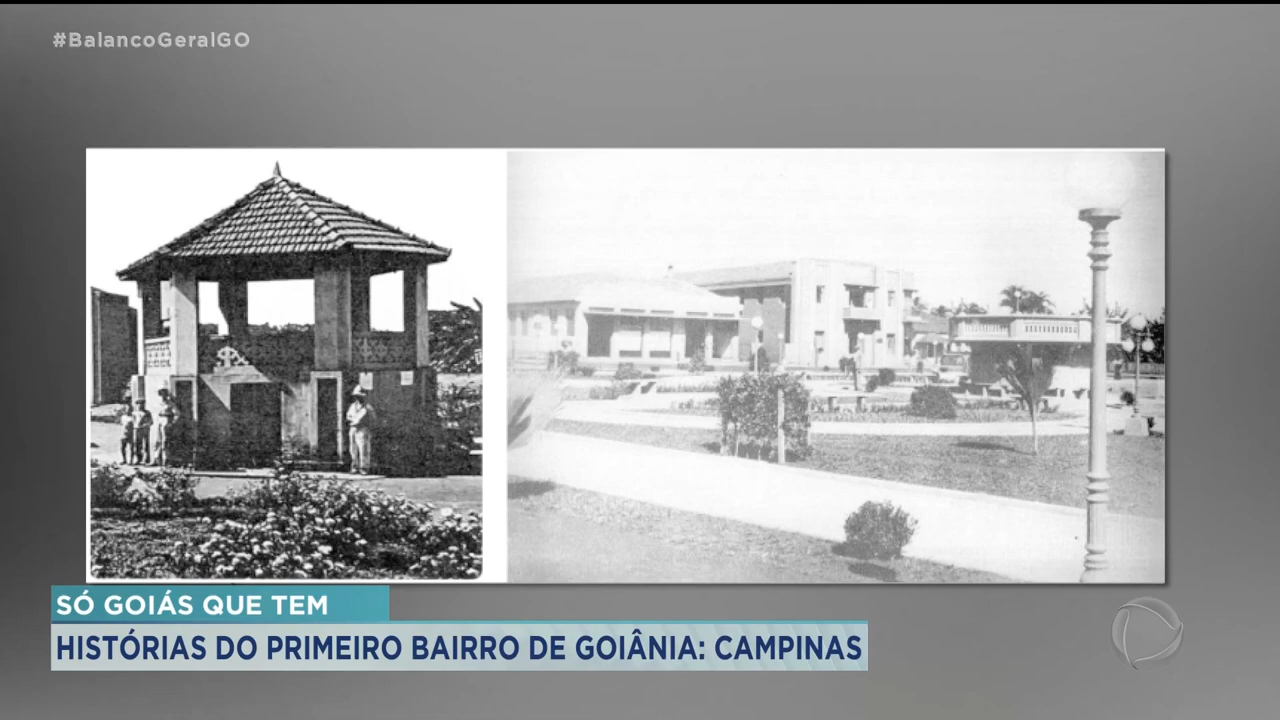 #BalancoGeralGO
SÓ GOIÁS QUE TEM
HISTÓRIAS DO PRIMEIRO BAIRRO DE GOIÂNIA: CAMPINAS